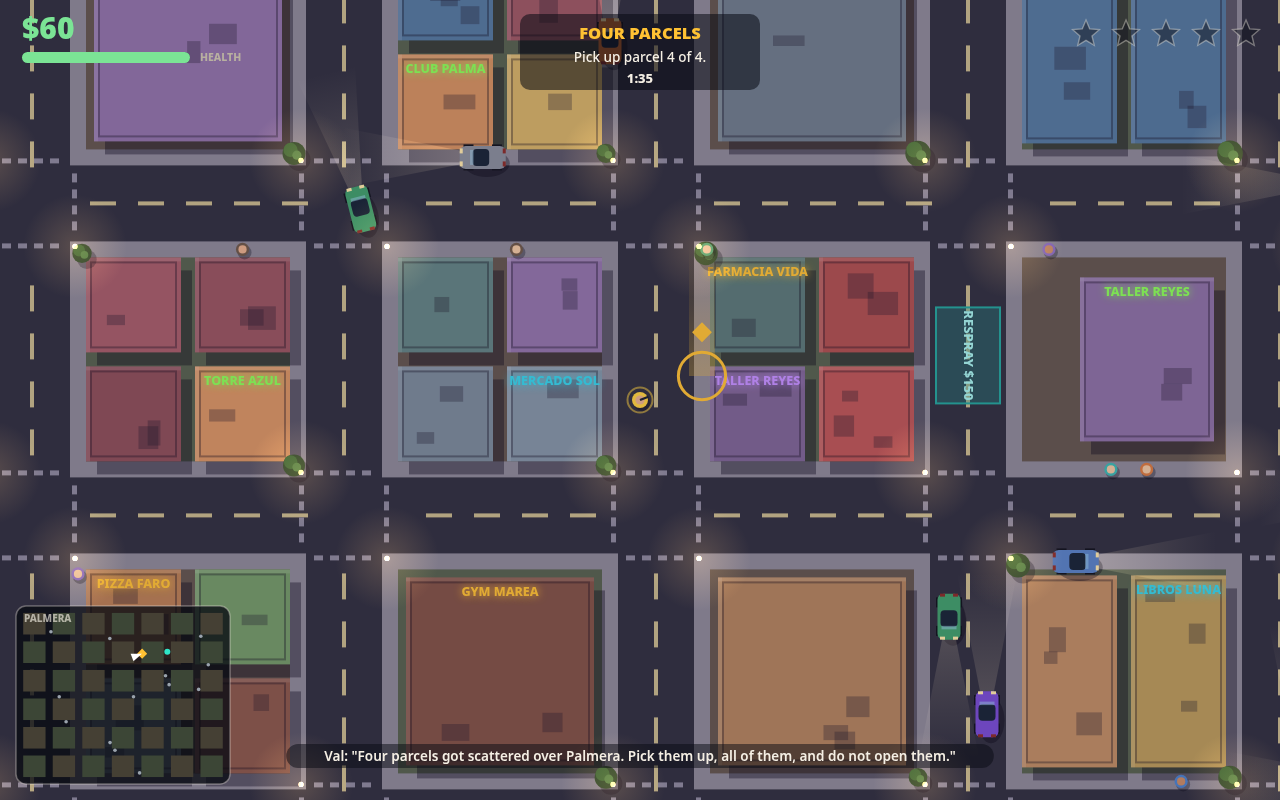 $60
HEALTH
FOUR PARCELS
Pick up parcel 4 of 4.
1:35
CLUB PALMA
FARMACIA VIDA
TALLER REYES
RESPRAY $150
TORRE AZUL
MERCADO SOL
TALLER REYES
PIZZA FARO
GYM MAREA
LIBROS LUNA
PALMERA
Val: "Four parcels got scattered over Palmera. Pick them up, all of them, and do not open them."